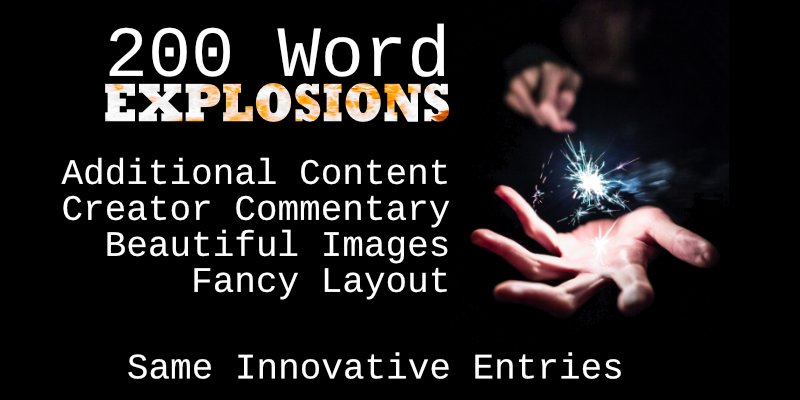 200 Word
EXPLOSIONS
Additional Content
Creator Commentary
Beautiful Images
Fancy Layout
Same Innovative Entries